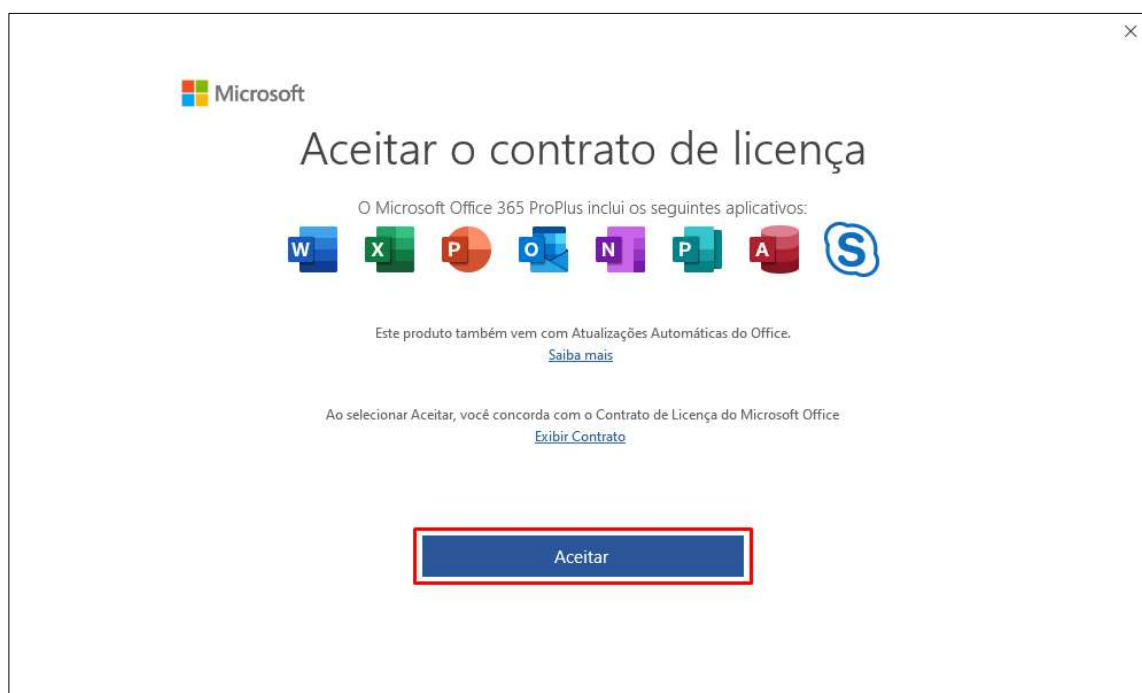 Microsoft
Aceitar o contrato de licença
O Microsoft Office 365 ProPlus inclui os seguintes aplicativos:
W X P O N P A S
Este produto também vem com Atualizações Automáticas do Office.
Saiba mais
Ao selecionar Aceitar, você concorda com o Contrato de Licença do Microsoft Office
Exibir Contrato
Aceitar